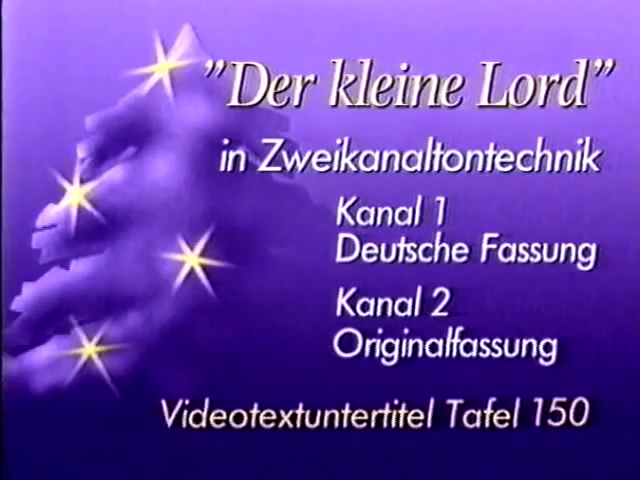 "Der kleine Lord"
in Zweikanaltontechnik
Kanal 1
Deutsche Fassung
Kanal 2
Originalfassung
Videotextuntertitel Tafel 150